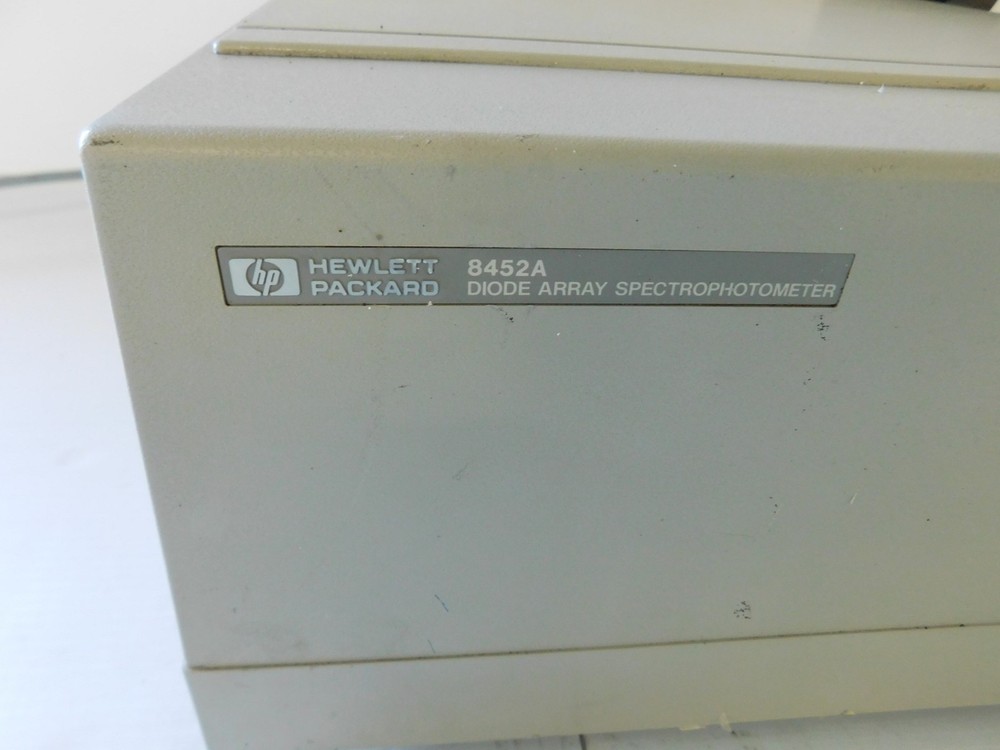 hp HEWLETT PACKARD
8452A
DIODE ARRAY SPECTROPHOTOMETER